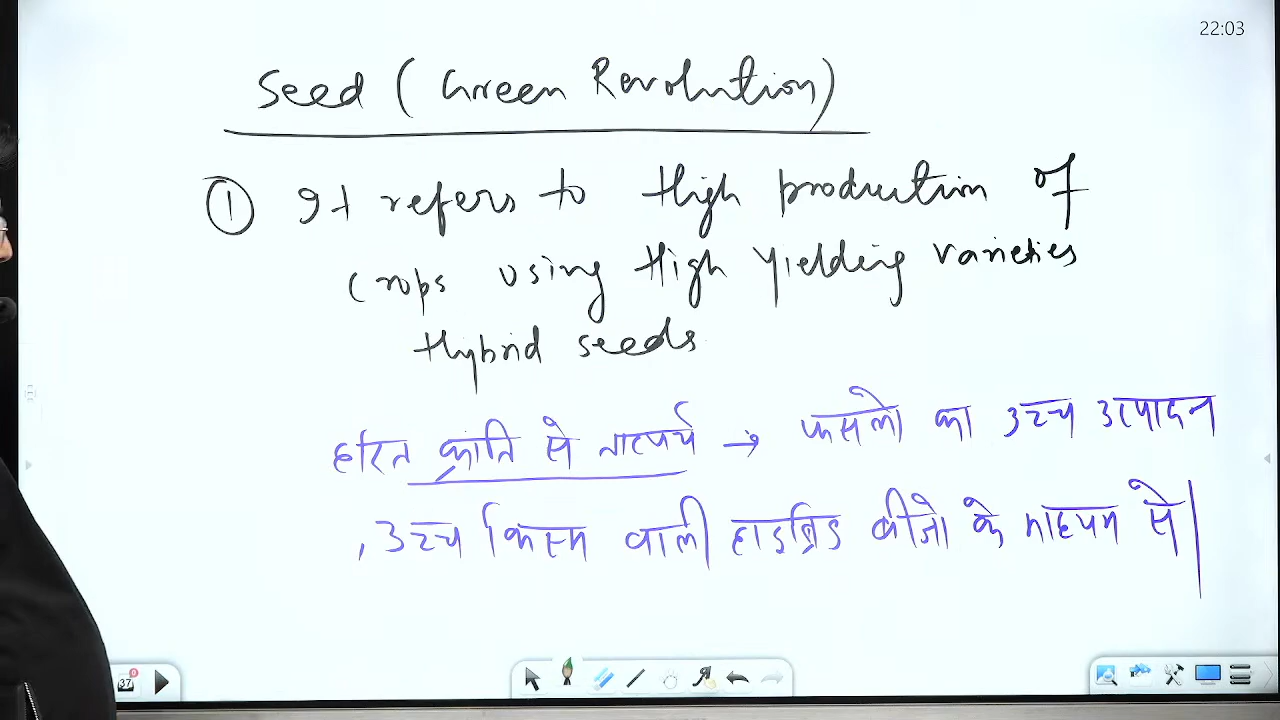 22:03
Seed (Green Revolution)
① It refers to High production of
Crops using High Yielding varieties
Hybrid seeds
हरित क्रांति से तात्पर्य → फसलो का उच्च उत्पादन
, उच्च किस्म वाली हाइब्रिड बीजो के माध्यम से|
37